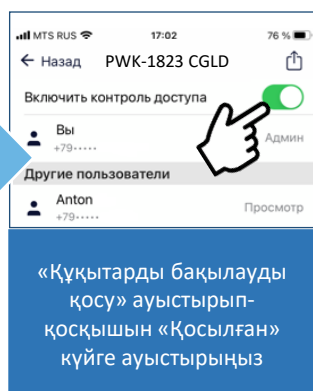 MTS RUS 17:02 76 %
Назад PWK-1823 CGLD
Включить контроль доступа
Вы
Админ
+79·····
Другие пользователи
Anton
Просмотр
+79·····
«Құқытарды бақылауды
қосу» ауыстырып-
қосқышын «Қосылған»
күйге ауыстырыңыз